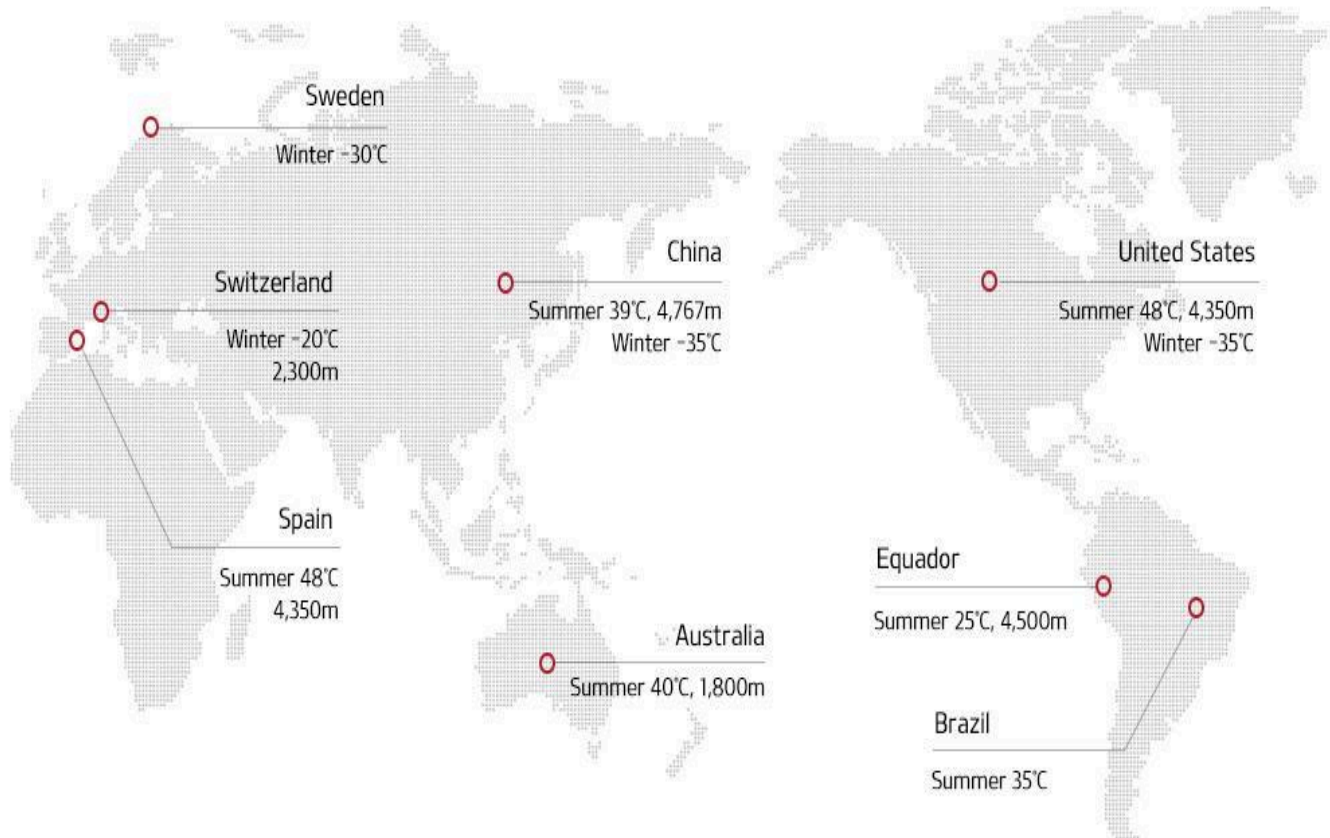 Sweden
Winter -30℃
Switzerland
Winter -20℃
2,300m
China
Summer 39℃, 4,767m
Winter -35℃
United States
Summer 48℃, 4,350m
Winter -35℃
Spain
Summer 48℃
4,350m
Australia
Summer 40℃, 1,800m
Equador
Summer 25℃, 4,500m
Brazil
Summer 35℃